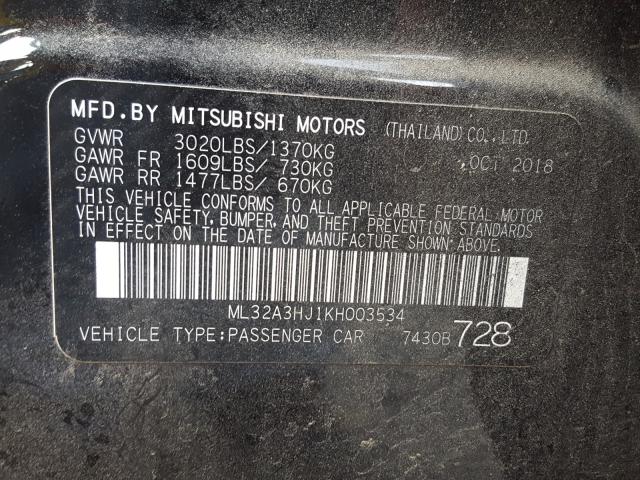 MFD. BY MITSUBISHI MOTORS (THAILAND) CO., LTD.
GVWR 3020LBS/1370KG OCT 2018
GAWR FR 1609LBS/ 730KG
GAWR RR 1477LBS/ 670KG
THIS VEHICLE CONFORMS TO ALL APPLICABLE FEDERAL MOTOR
VEHICLE SAFETY, BUMPER, AND THEFT PREVENTION STANDARDS
IN EFFECT ON THE DATE OF MANUFACTURE SHOWN ABOVE.
ML32A3HJ1KH003534
VEHICLE TYPE:PASSENGER CAR 7430B 728